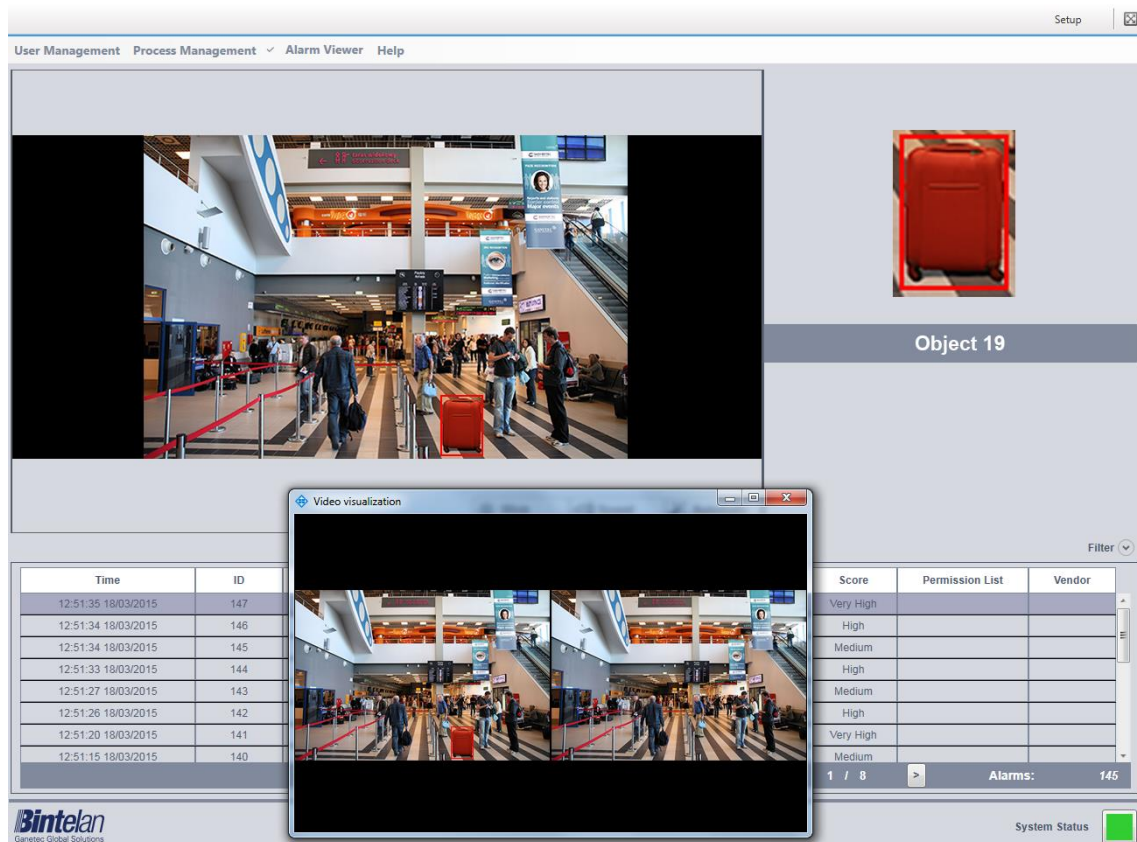 Setup
User Management Process Management Alarm Viewer Help
Object 19
Video visualization
Filter
Time ID Score Permission List Vendor
12:51:35 18/03/2015 147 Very High
12:51:34 18/03/2015 146 High
12:51:34 18/03/2015 145 Medium
12:51:33 18/03/2015 144 High
12:51:27 18/03/2015 143 Medium
12:51:26 18/03/2015 142 High
12:51:20 18/03/2015 141 Very High
12:51:15 18/03/2015 140 Medium
1 / 8 > Alarms: 145
Bintelan
Ganetec Global Solutions
System Status